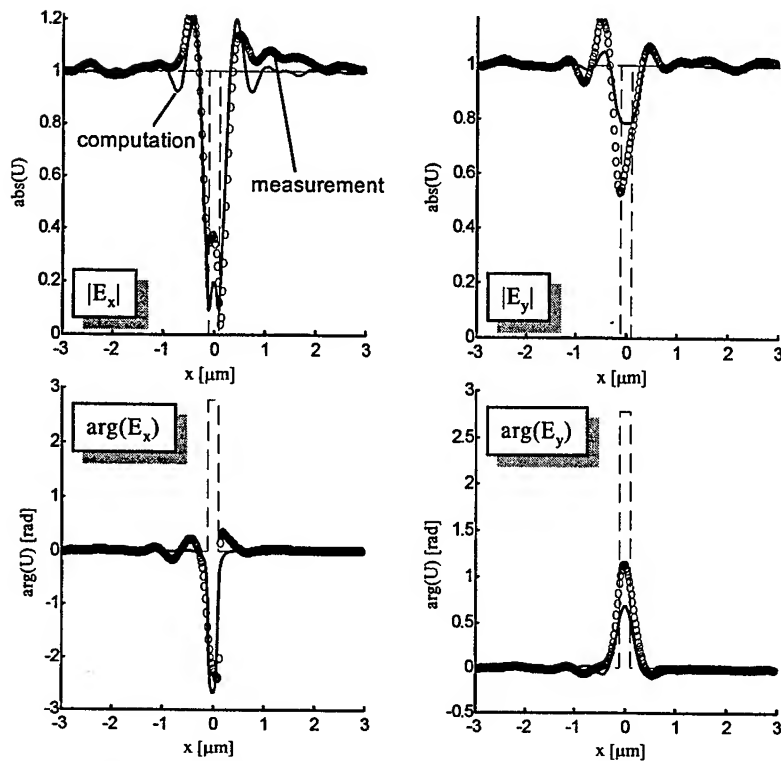 1.2
1
0.8
0.6
0.4
0.2
0
abs(U)
computation
measurement
|Ex|
-3 -2 -1 0 1 2 3
x [µm]
1
0.8
0.6
0.4
0.2
0
abs(U)
|Ey|
-3 -2 -1 0 1 2 3
x [µm]
3
2
1
0
-1
-2
-3
arg(U) [rad]
arg(Ex)
-3 -2 -1 0 1 2 3
x [µm]
3
2.5
2
1.5
1
0.5
0
-0.5
arg(U) [rad]
arg(Ey)
-3 -2 -1 0 1 2 3
x [µm]